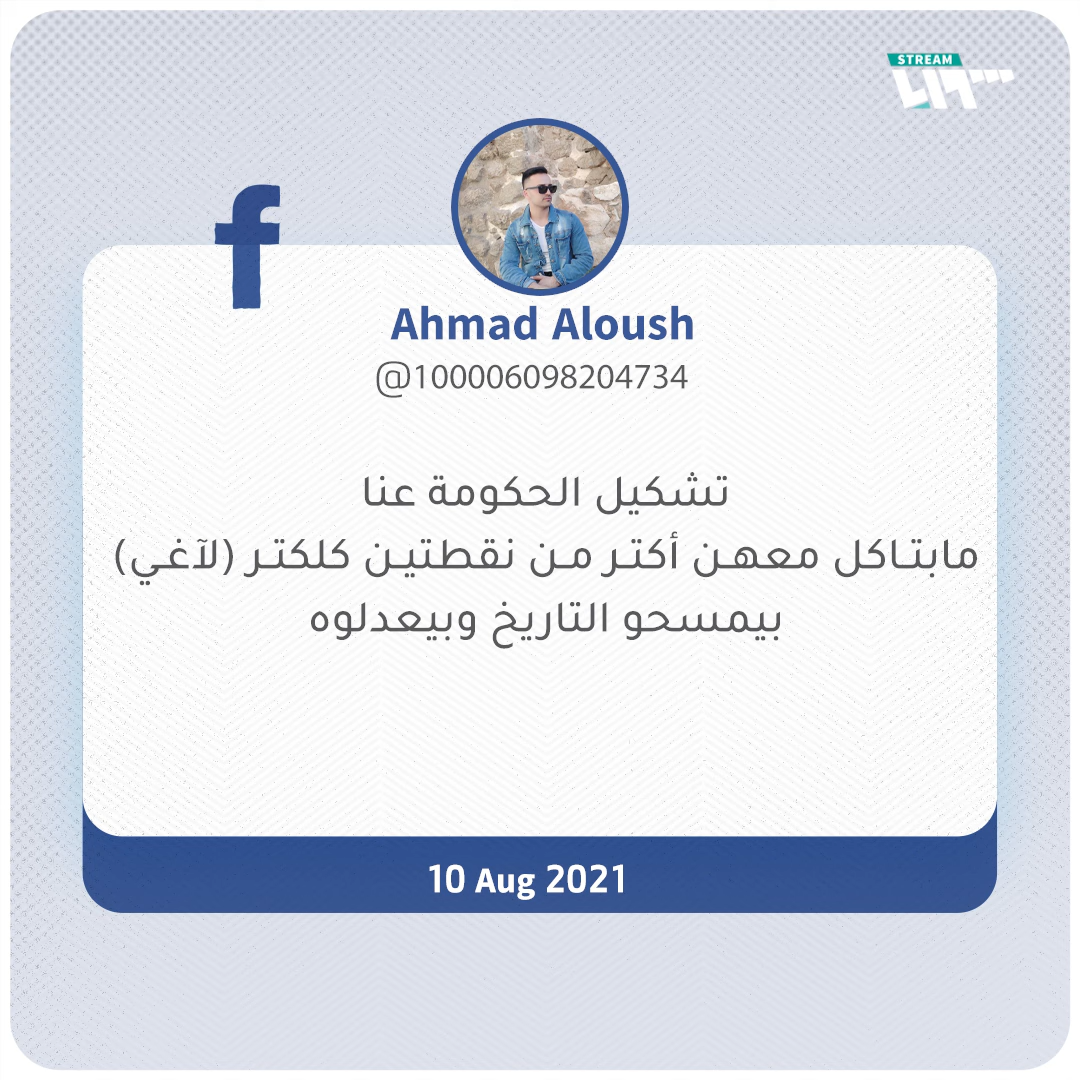 STREAM
f
Ahmad Aloush
@100006098204734
تشكيل الحكومة عنا
مابتاكل معهن أكتر من نقطتين كلكتر (لآغي)
بيمسحو التاريخ وبيعدلوه
10 Aug 2021